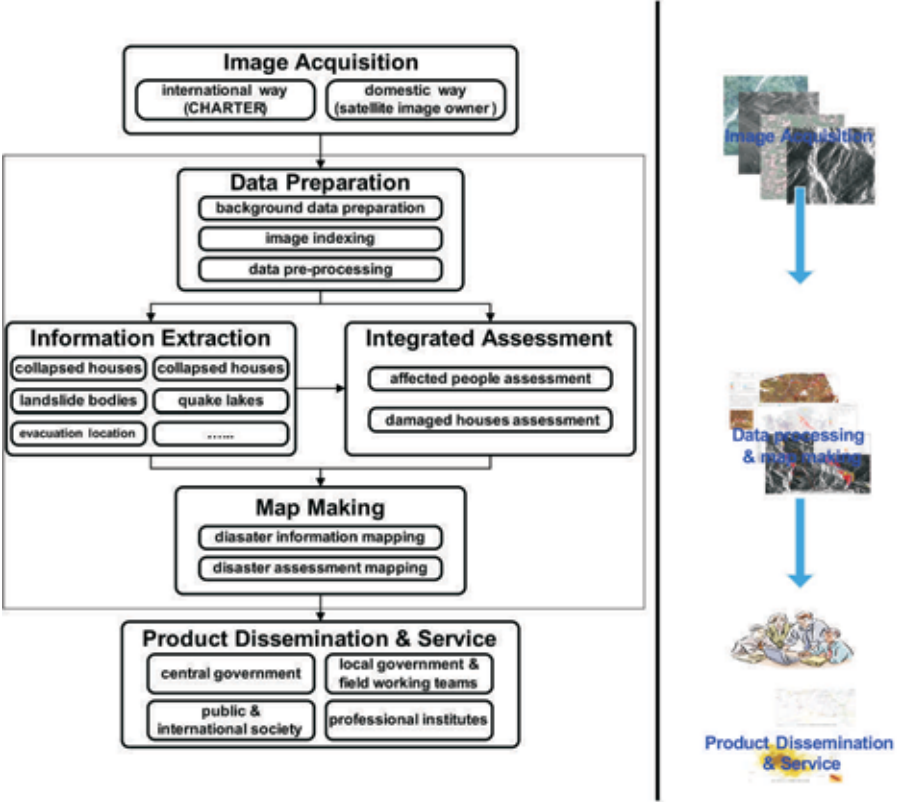 Image Acquisition
international way
(CHARTER)
domestic way
(satellite image owner)
Data Preparation
background data preparation
image indexing
data pre-processing
Information Extraction
collapsed houses
collapsed houses
landslide bodies
quake lakes
evacuation location
......
Integrated Assessment
affected people assessment
damaged houses assessment
Map Making
diasater information mapping
disaster assessment mapping
Product Dissemination & Service
central government
local government &
field working teams
public &
international society
professional institutes
Image Acquisition
Data processing
& map making
Product Dissemination
& Service